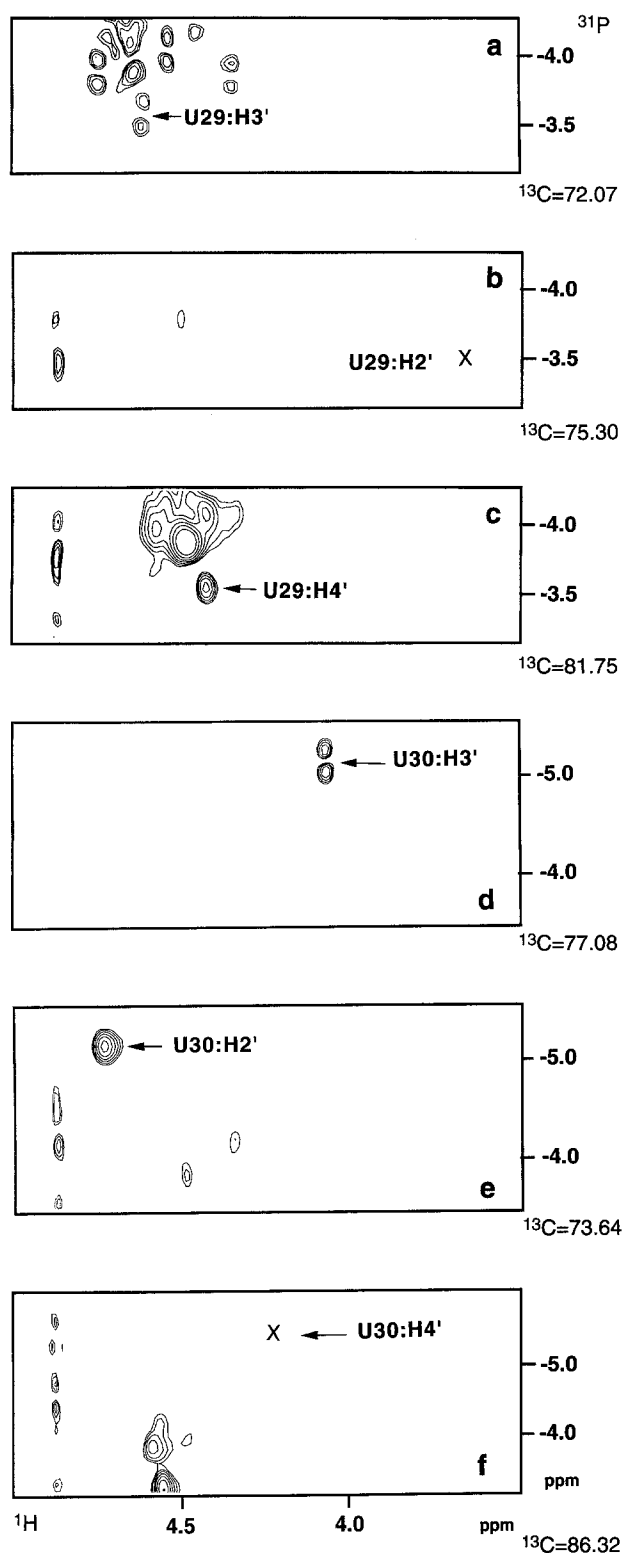 ³¹P
a
-4.0
U29:H3'
-3.5
¹³C=72.07
b
-4.0
U29:H2' X
-3.5
¹³C=75.30
c
-4.0
U29:H4'
-3.5
¹³C=81.75
U30:H3'
-5.0
-4.0
d
¹³C=77.08
U30:H2'
-5.0
-4.0
e
¹³C=73.64
X U30:H4'
-5.0
-4.0
f
ppm
¹H 4.5 4.0 ppm
¹³C=86.32